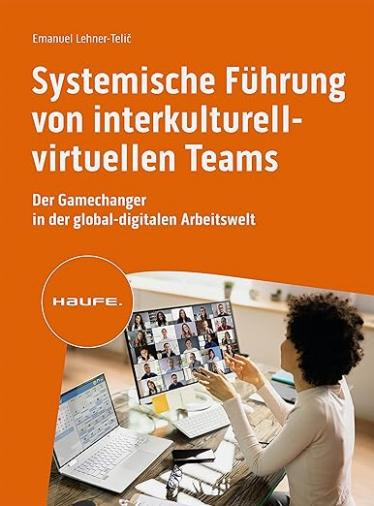 Emanuel Lehner-Telič
Systemische Führung
von interkulturell-
virtuellen Teams
Der Gamechanger
in der global-digitalen Arbeitswelt
HAUFE.